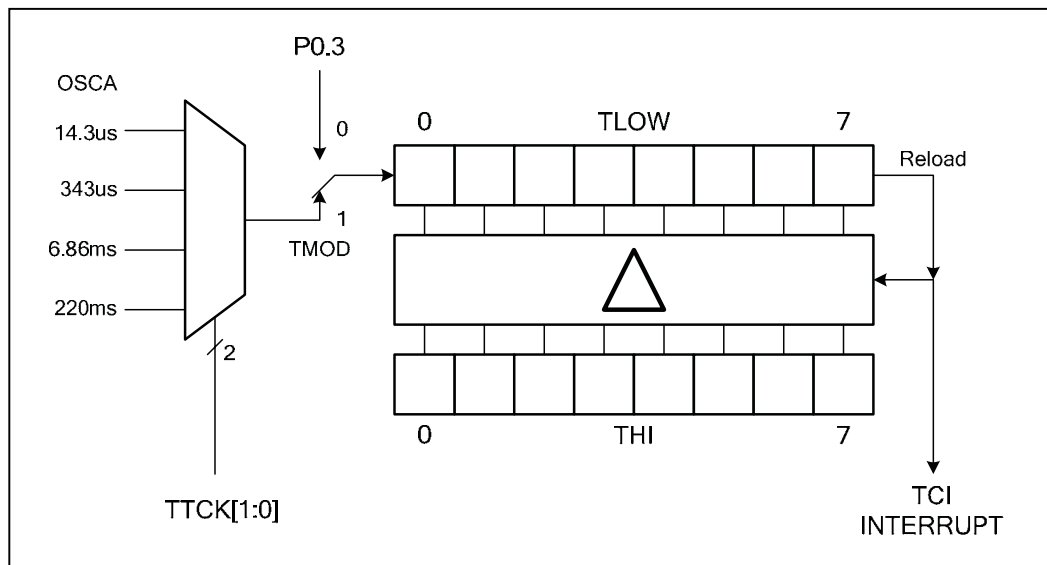 P0.3
OSCA
14.3us
343us
6.86ms
220ms
2
TTCK[1:0]
0
1
TMOD
0 TLOW 7
Reload
0 THI 7
TCI
INTERRUPT